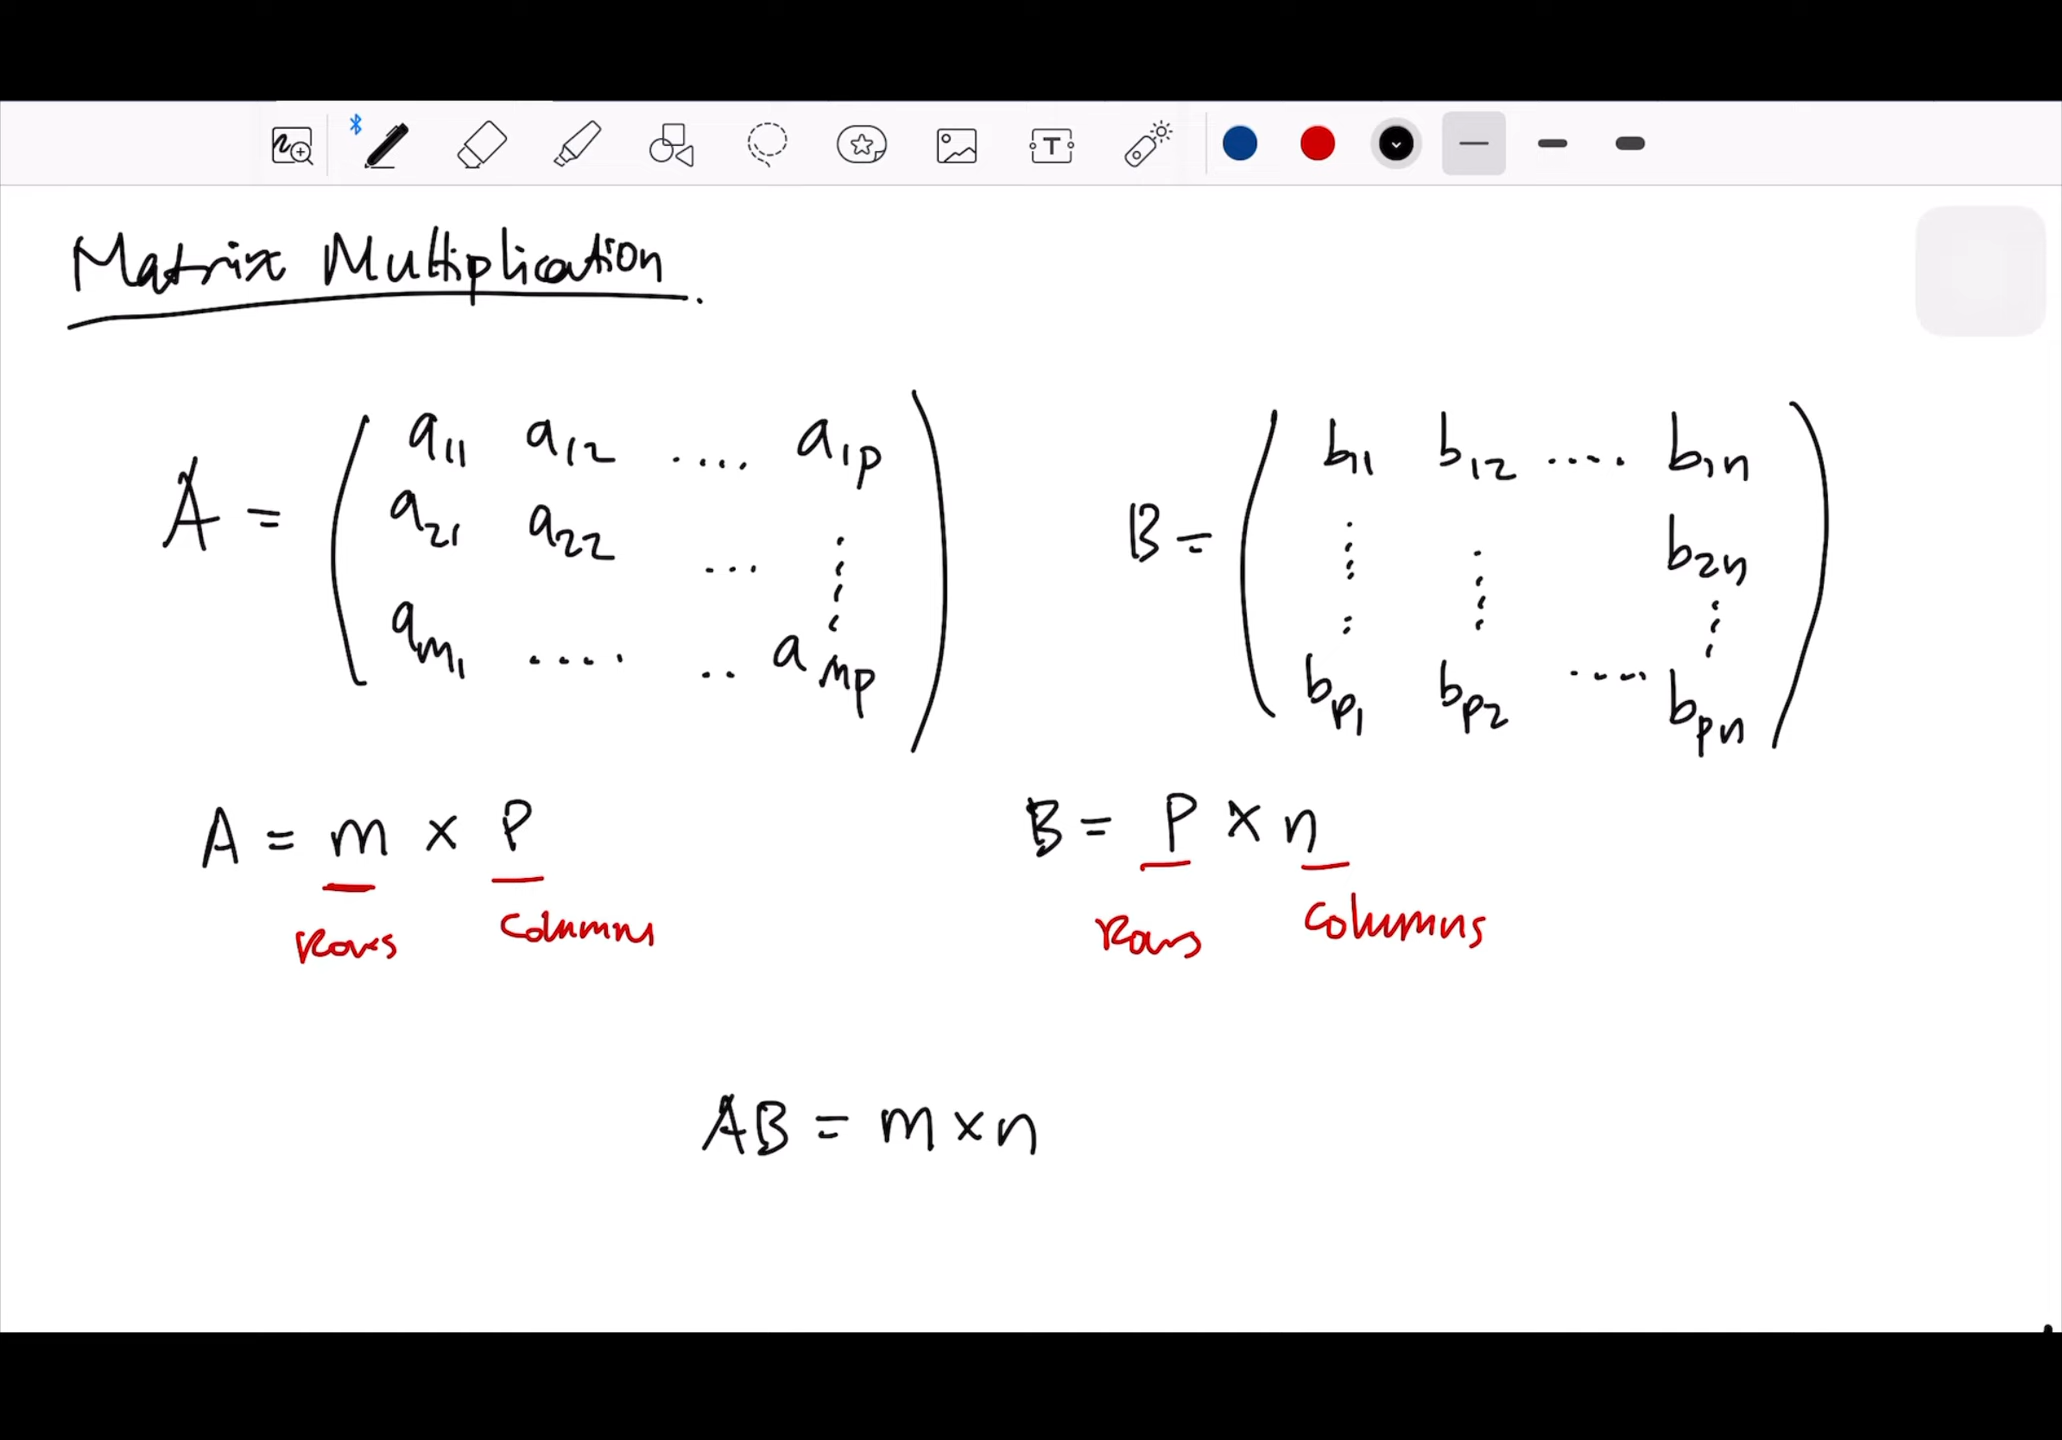 Matrix Multiplication.
A = ( a11 a12 .... a1p
a21 a22 ... ⋮
am1 .... .. amp )
B = ( b11 b12 .... b1n
⋮ ⋮ b2n
⋮
bp1 bp2 ..... bpn )
A = m × P
Rows Columns
B = P × n
Rows Columns
AB = m × n